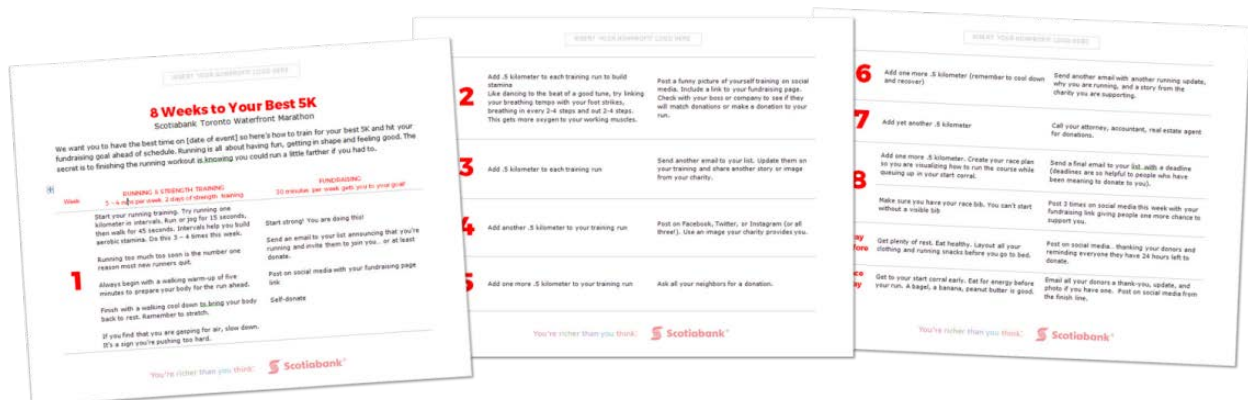 INSERT YOUR NONPROFIT LOGO HERE
8 Weeks to Your Best 5K
Scotiabank Toronto Waterfront Marathon
We want you to have the best time on [date of event] so here's how to train for your best 5K and hit your
fundraising goal ahead of schedule. Running is all about having fun, getting in shape and feeling good. The
secret is to finishing the running workout is knowing you could run a little farther if you had to.
Week
RUNNING & STRENGTH TRAINING
5 - 6 runs per week, 2 days of strength training
FUNDRAISING
30 minutes per week gets you to your goal!
1
Start your running training. Try running one
kilometer in intervals. Run or jog for 15 seconds,
then walk for 45 seconds. Intervals help you build
aerobic stamina. Do this 3 – 4 times this week.
Running too much too soon is the number one
reason most new runners quit.
Always begin with a walking warm-up of five
minutes to prepare your body for the run ahead.
Finish with a walking cool down to bring your body
back to rest. Remember to stretch.
If you find that you are gasping for air, slow down.
It's a sign you're pushing too hard.
Start strong! You are doing this!
Send an email to your list announcing that you're
running and invite them to join you... or at least
donate.
Post on social media with your fundraising page
link
Self-donate
You're richer than you think.
Scotiabank
INSERT YOUR NONPROFIT LOGO HERE
2
Add .5 kilometer to each training run to build
stamina
Like dancing to the beat of a good tune, try linking
your breathing tempo with your foot strikes,
breathing in every 2-4 steps and out 2-4 steps.
This gets more oxygen to your working muscles.
Post a funny picture of yourself training on social
media. Include a link to your fundraising page.
Check with your boss or company to see if they
will match donations or make a donation to your
run.
3
Add .5 kilometer to each training run
Send another email to your list. Update them on
your training and share another story or image
from your charity.
4
Add another .5 kilometer to your training run
Post on Facebook, Twitter, or Instagram (or all
three!). Use an image your charity provides you.
5
Add one more .5 kilometer to your training run
Ask all your neighbors for a donation.
You're richer than you think.
Scotiabank
INSERT YOUR NONPROFIT LOGO HERE
6
Add one more .5 kilometer (remember to cool down
and recover)
Send another email with another running update,
why you are running, and a story from the
charity you are supporting.
7
Add yet another .5 kilometer
Call your attorney, accountant, real estate agent
for donations.
8
Add one more .5 kilometer. Create your race plan
so you are visualizing how to run the course while
queuing up in your start corral.
Make sure you have your race bib. You can't start
without a visible bib
Send a final email to your list with a deadline
(deadlines are so helpful to people who have
been meaning to donate to you).
Post 3 times on social media this week with your
fundraising link giving people one more chance to
support you.
Get plenty of rest. Eat healthy. Layout all your
clothing and running snacks before you go to bed.
Post on social media... thanking your donors and
reminding everyone they have 24 hours left to
donate.
Get to your start corral early. Eat for energy before
your run. A bagel, a banana, peanut butter is good.
Email all your donors a thank-you, update, and
photo if you have one. Post on social media from
the finish line.
You're richer than you think.
Scotiabank